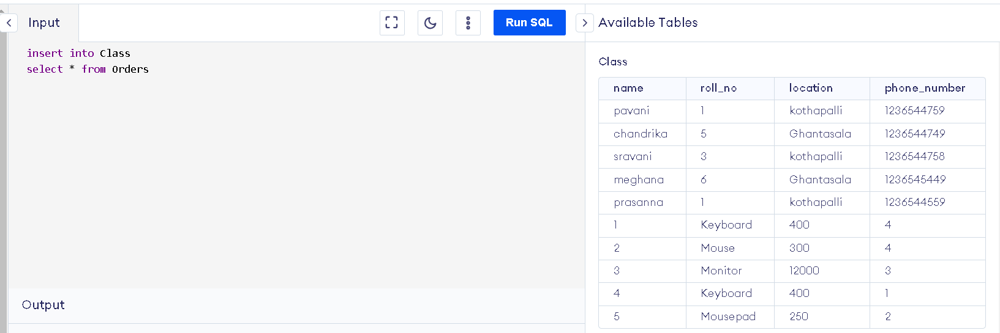 Input
Run SQL
Available Tables
insert into Class
select * from Orders
Class
name roll_no location phone_number
pavani 1 kothapalli 1236544759
chandrika 5 Ghantasala 1236544749
sravani 3 kothapalli 1236544758
meghana 6 Ghantasala 1236545449
prasanna 1 kothapalli 1236544559
1 Keyboard 400 4
2 Mouse 300 4
3 Monitor 12000 3
4 Keyboard 400 1
5 Mousepad 250 2
Output